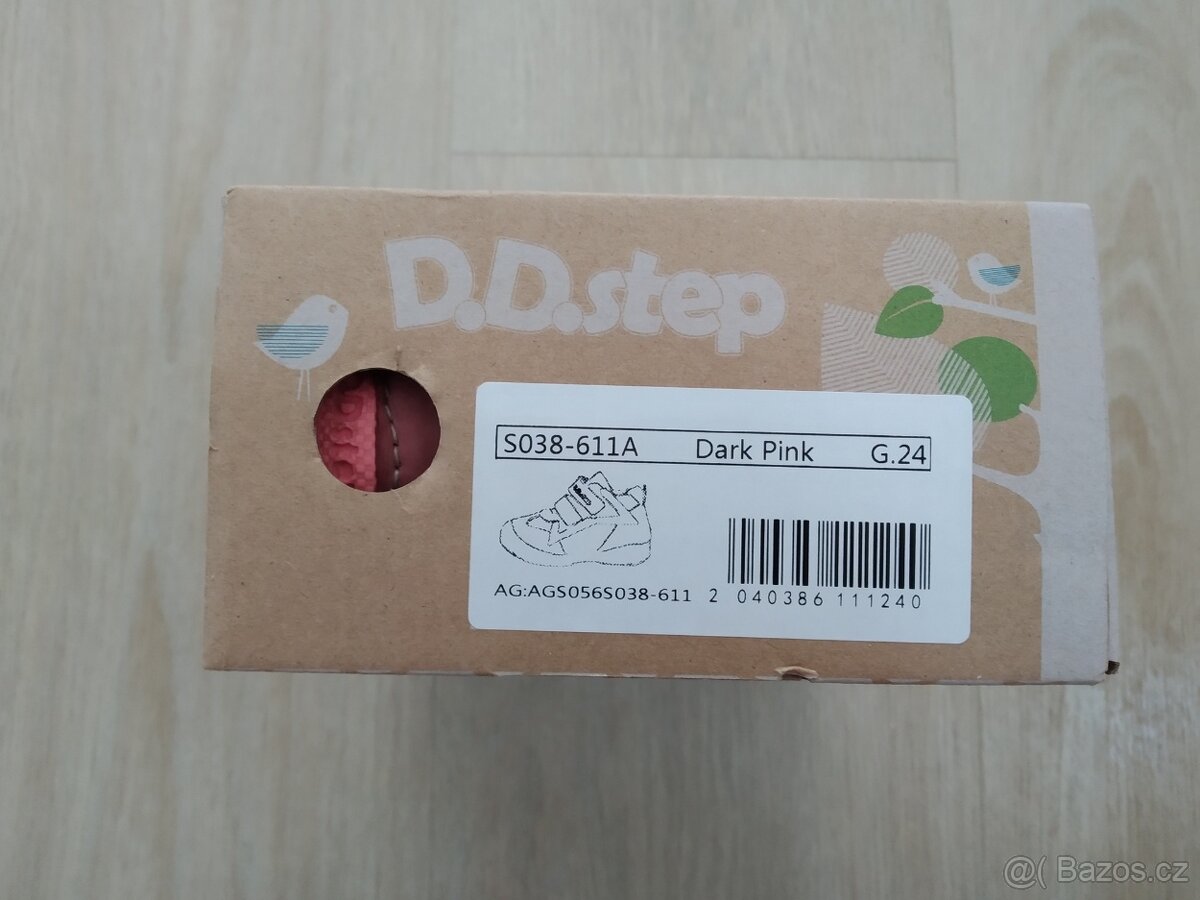 D.D.step
S038-611A Dark Pink G.24
AG:AGS056S038-611 2 040386 111240
@( Bazos.cz